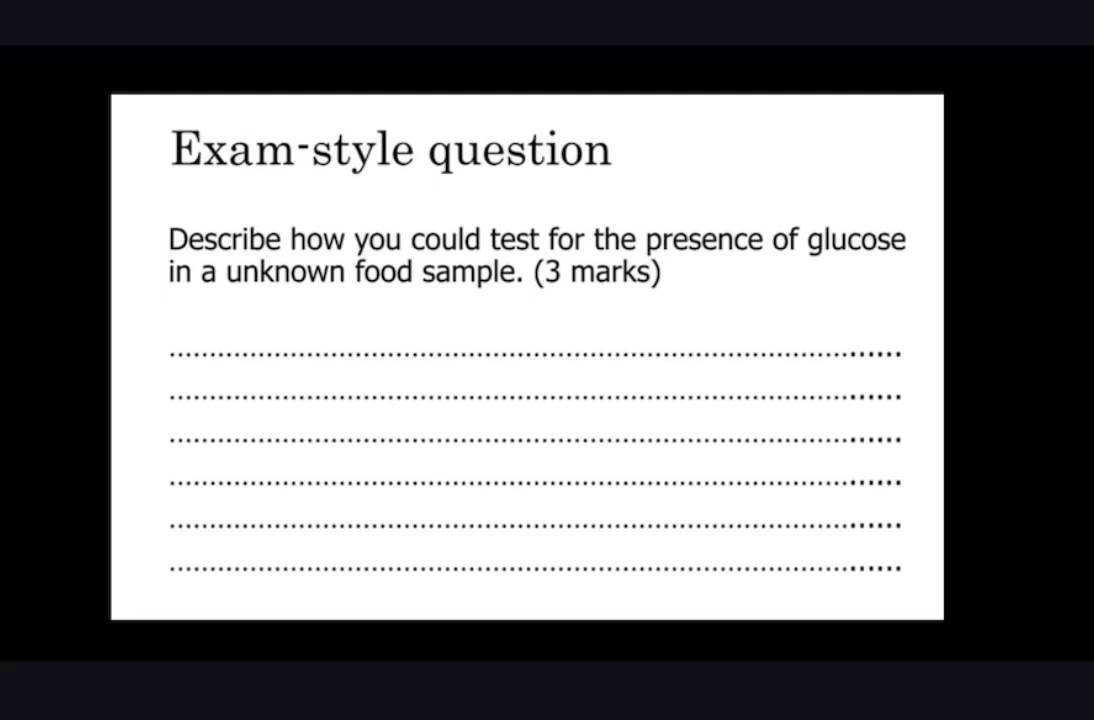 Exam-style question
Describe how you could test for the presence of glucose
in a unknown food sample. (3 marks)